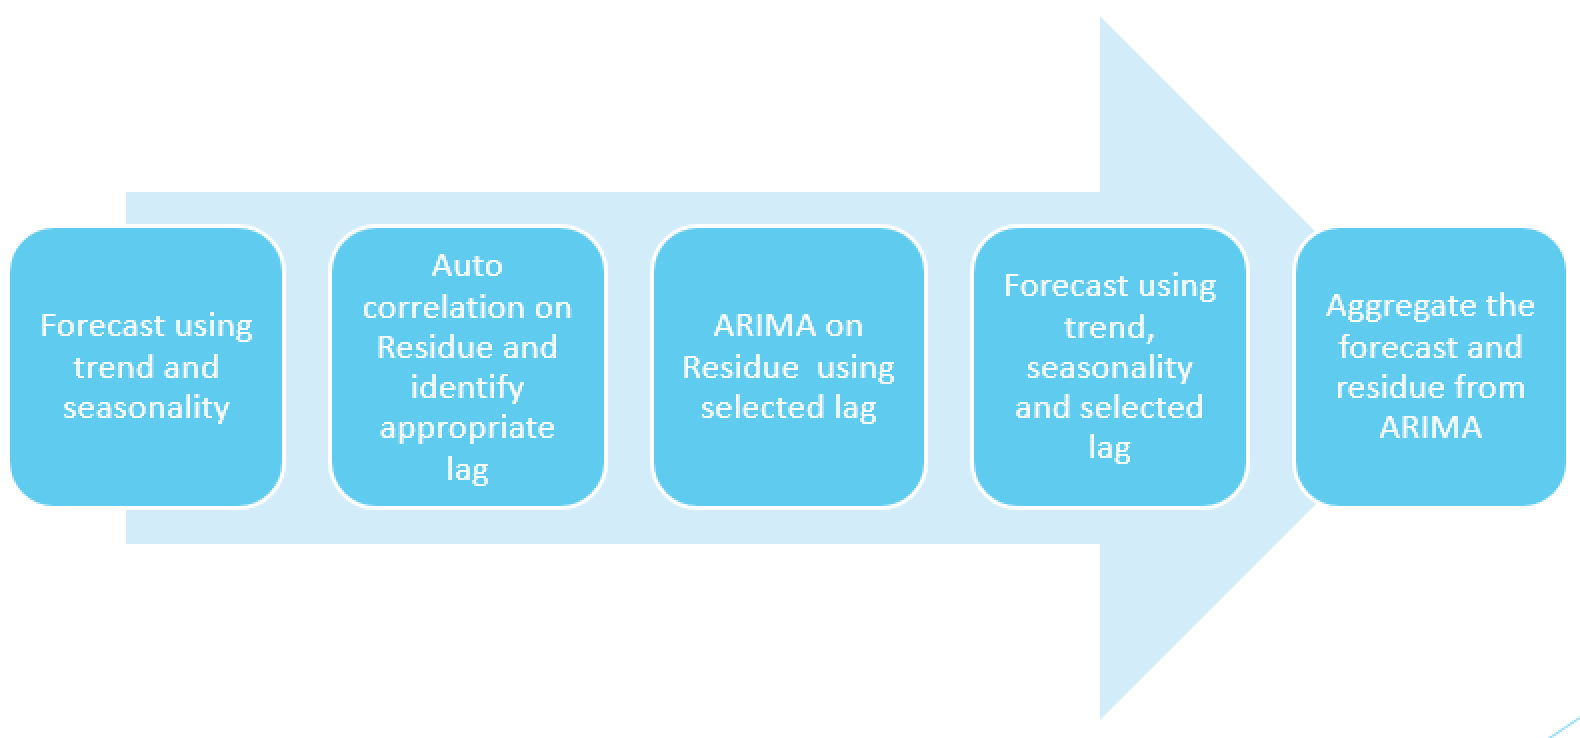 Forecast using
trend and
seasonality
Auto
correlation on
Residue and
identify
appropriate
lag
ARIMA on
Residue  using
selected lag
Forecast using
trend,
seasonality
and selected
lag
Aggregate the
forecast and
residue from
ARIMA